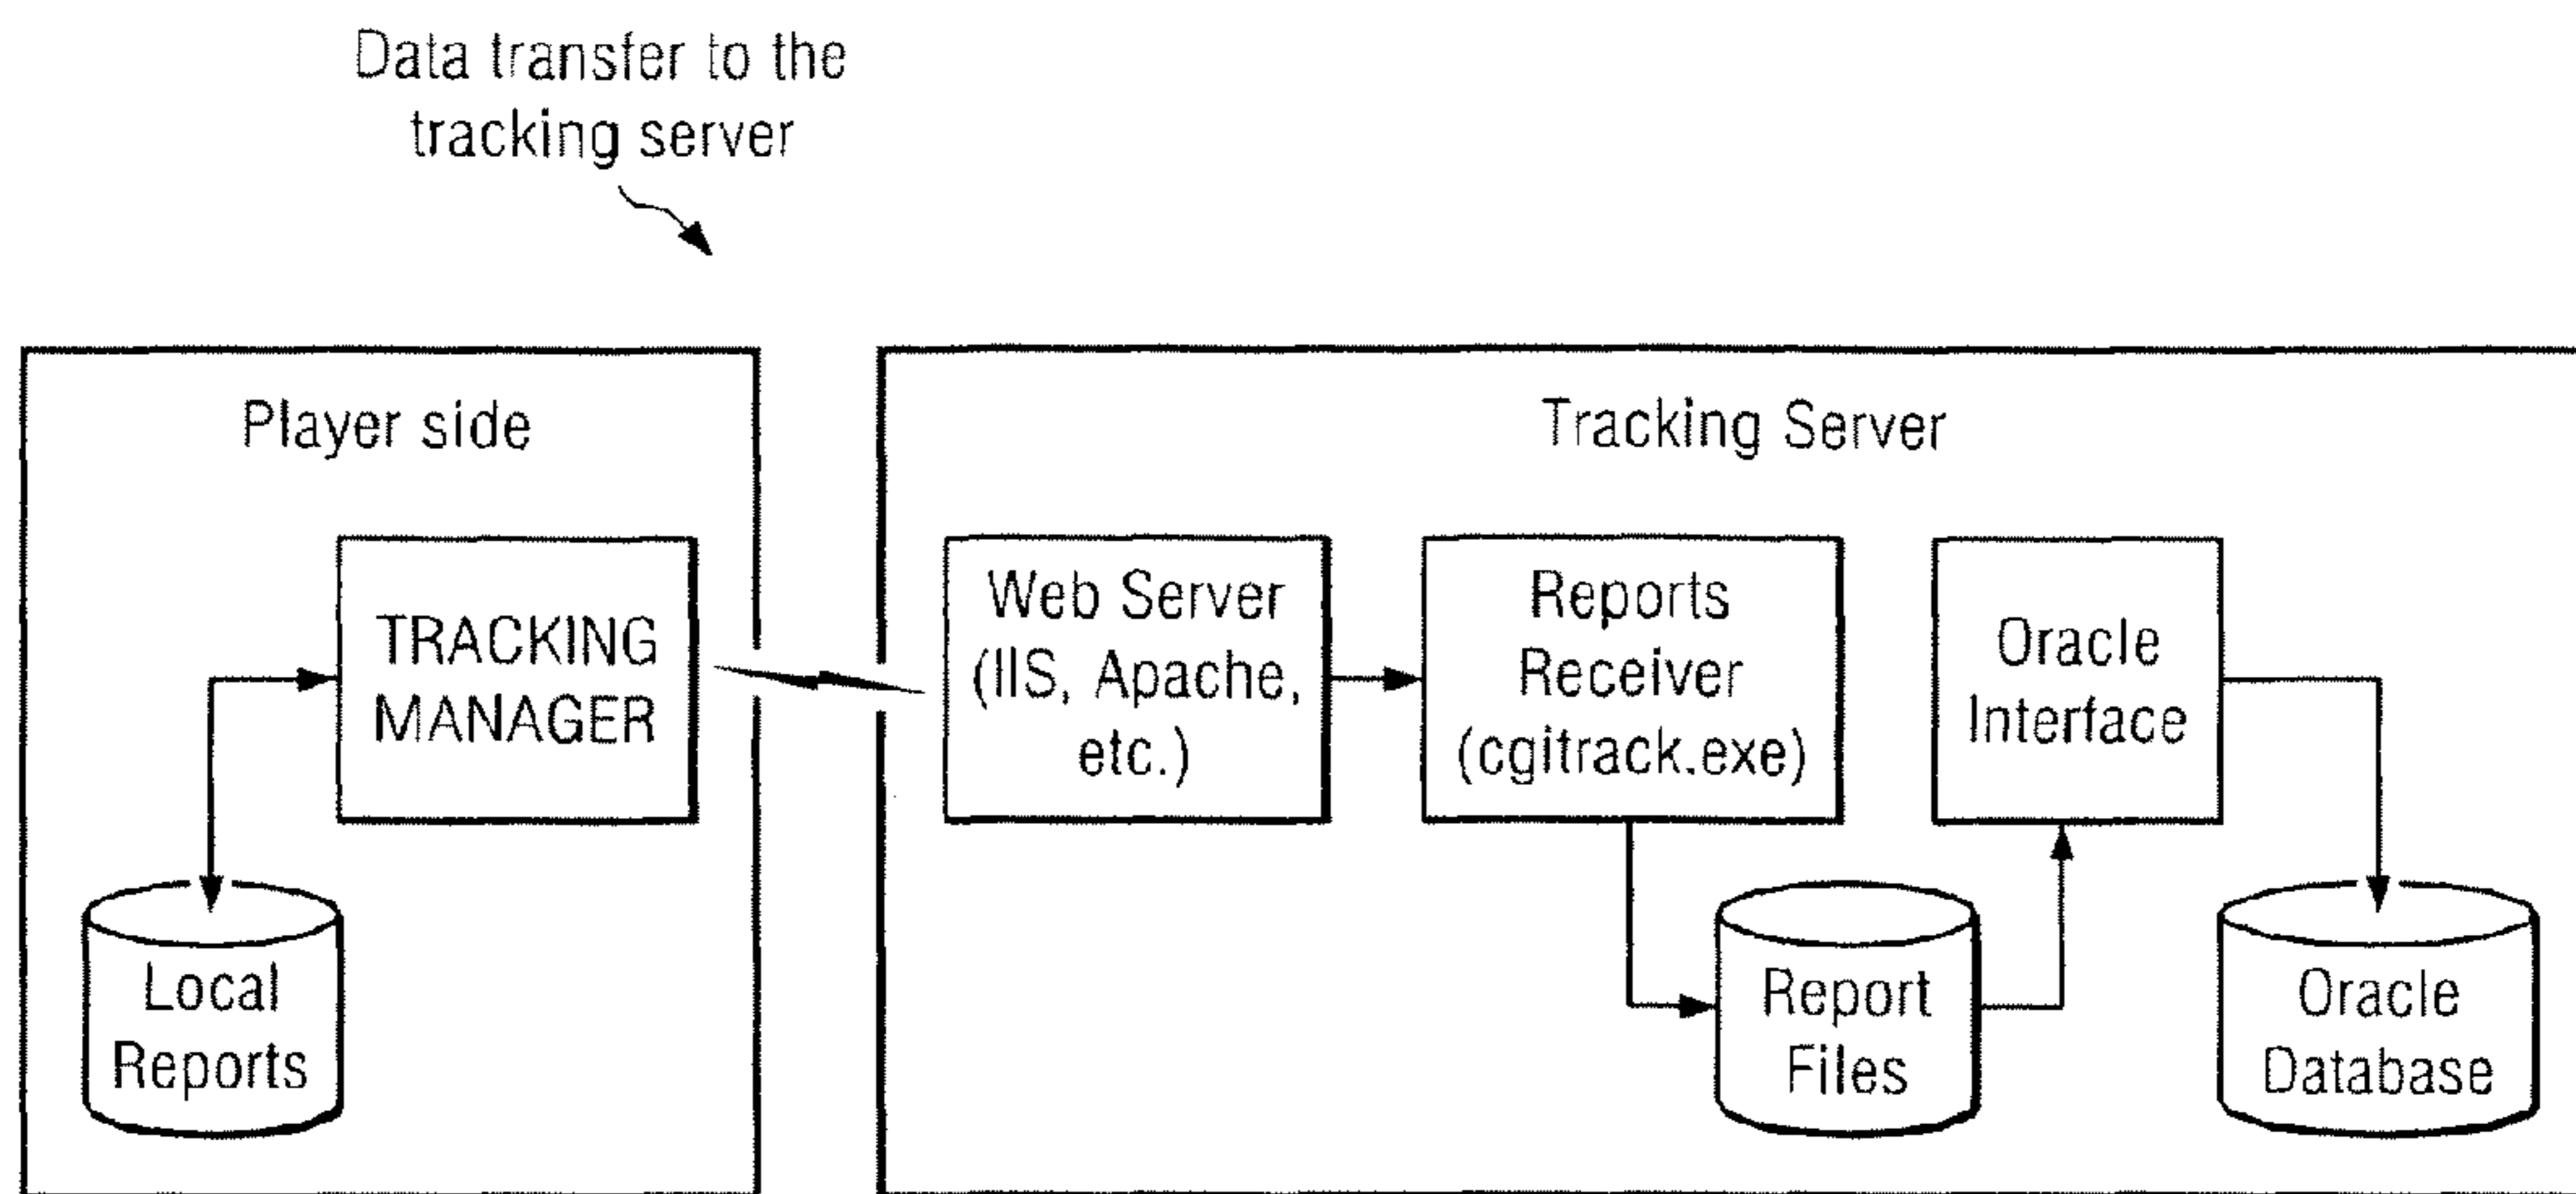 Data transfer to the
tracking server
Player side
TRACKING
MANAGER
Local
Reports
Tracking Server
Web Server
(IIS, Apache,
etc.)
Reports
Receiver
(cgitrack.exe)
Oracle
Interface
Report
Files
Oracle
Database